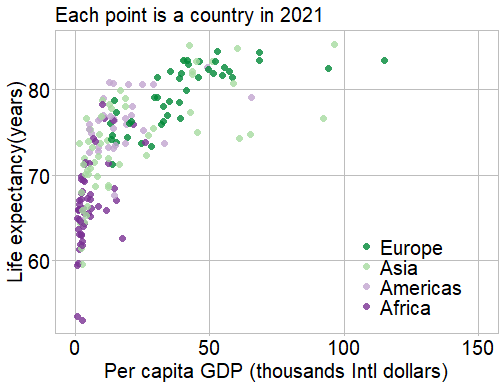 Each point is a country in 2021
Life expectancy(years)
80
70
60
0 50 100 150
Per capita GDP (thousands Intl dollars)
Europe
Asia
Americas
Africa